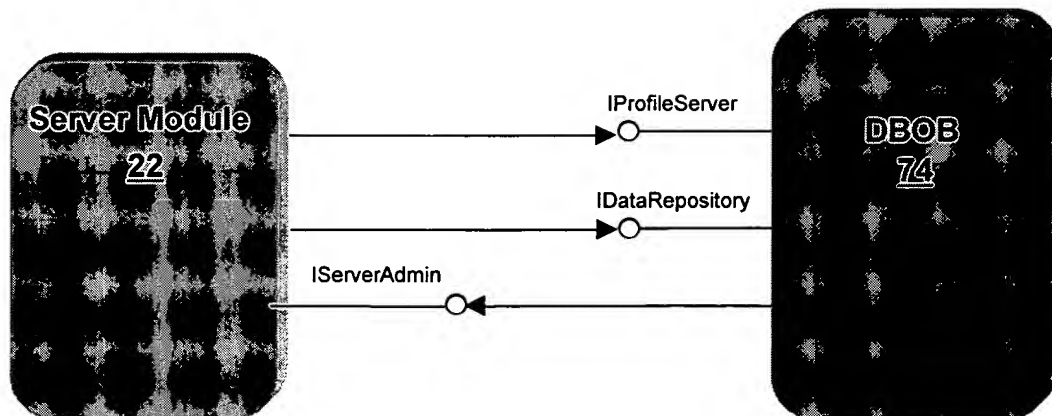 Server Module
22
IProfileServer
DBOB
74
IDataRepository
IServerAdmin